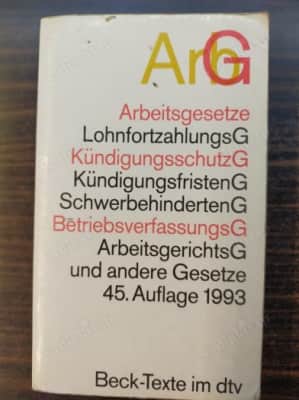 ArbG
Arbeitsgesetze
LohnfortzahlungsG
KündigungsschutzG
KündigungsfristenG
SchwerbehindertenG
BetriebsverfassungsG
ArbeitsgerichtsG
und andere Gesetze
45. Auflage 1993
Beck-Texte im dtv